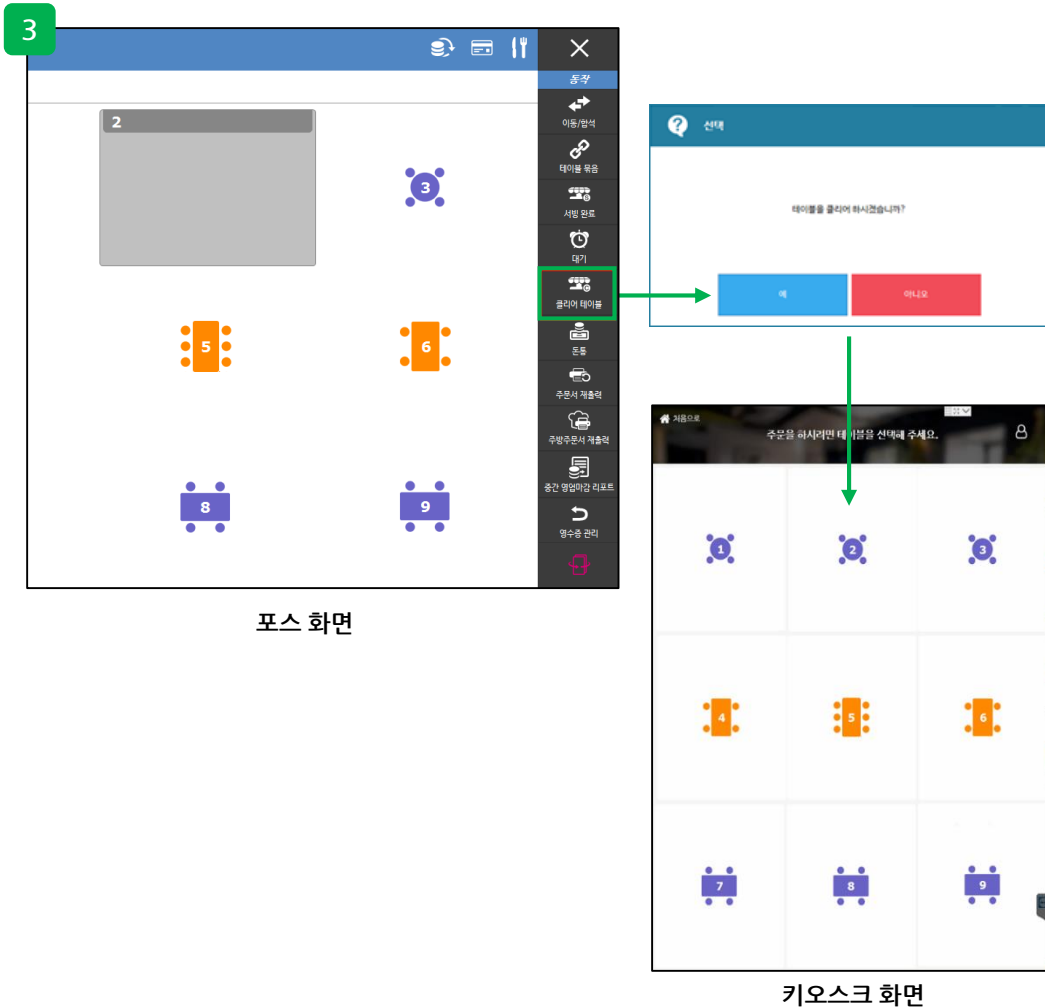 3
동작
2
이동/합석
테이블 묶음
3
서빙 완료
대기
클리어 테이블
5
6
돈통
주문서 재출력
주방주문서 재출력
중간 영업마감 리포트
8
9
영수증 관리
포스 화면
선택
테이블을 클리어 하시겠습니까?
예
아니오
처음으로
주문을 하시려면 테이블을 선택해 주세요.
1
2
3
4
5
6
7
8
9
키오스크 화면